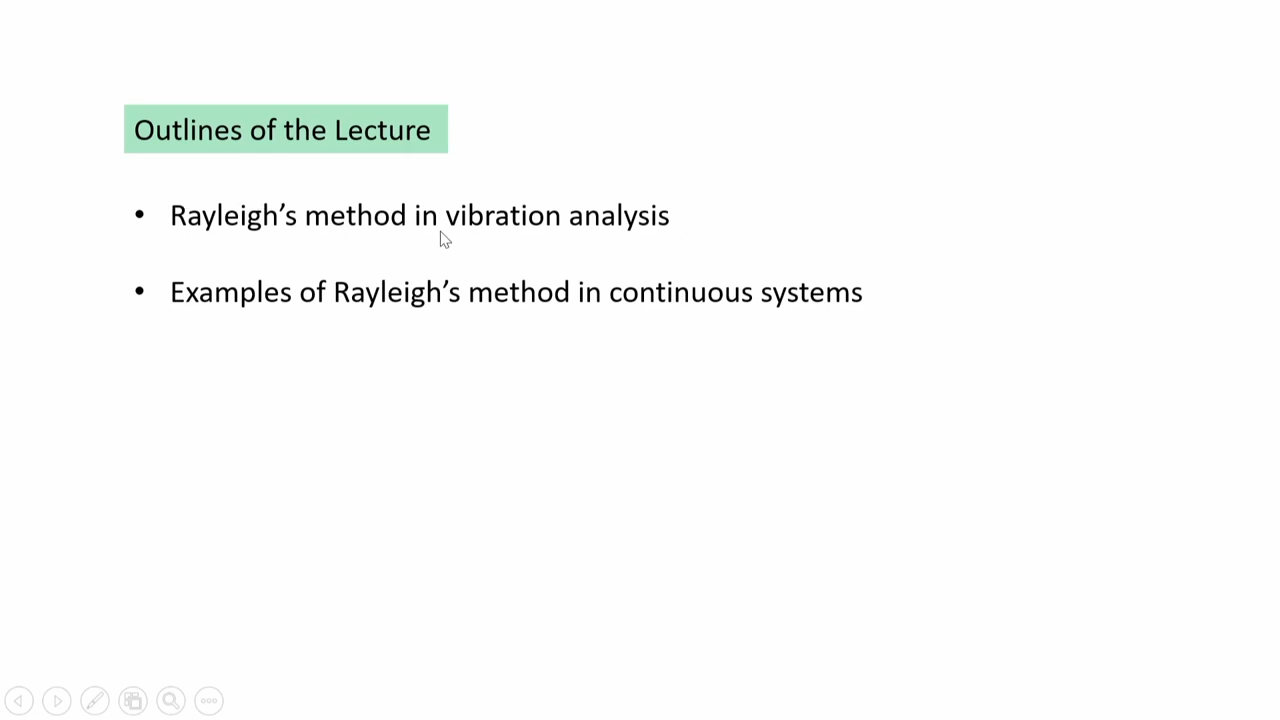 Outlines of the Lecture
• Rayleigh’s method in vibration analysis
• Examples of Rayleigh’s method in continuous systems